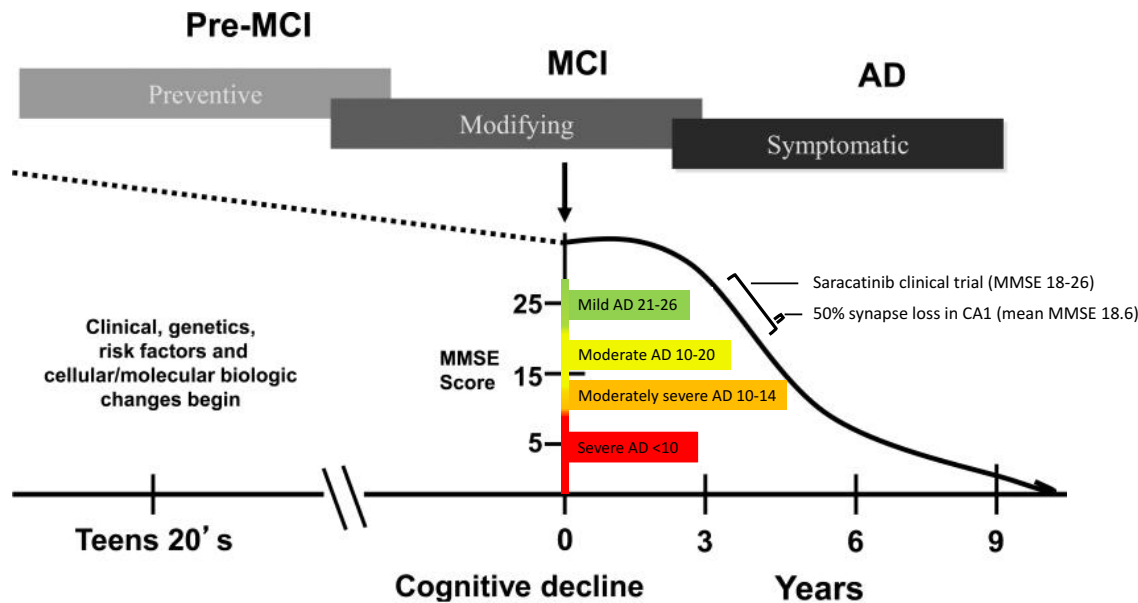 Pre-MCI
MCI
AD
Preventive
Modifying
Symptomatic
Saracatinib clinical trial (MMSE 18-26)
50% synapse loss in CA1 (mean MMSE 18.6)
Clinical, genetics,
risk factors and
cellular/molecular biologic
changes begin
MMSE
Score
25
15
5
Mild AD 21-26
Moderate AD 10-20
Moderately severe AD 10-14
Severe AD <10
Teens 20's
0
3
6
9
Cognitive decline
Years